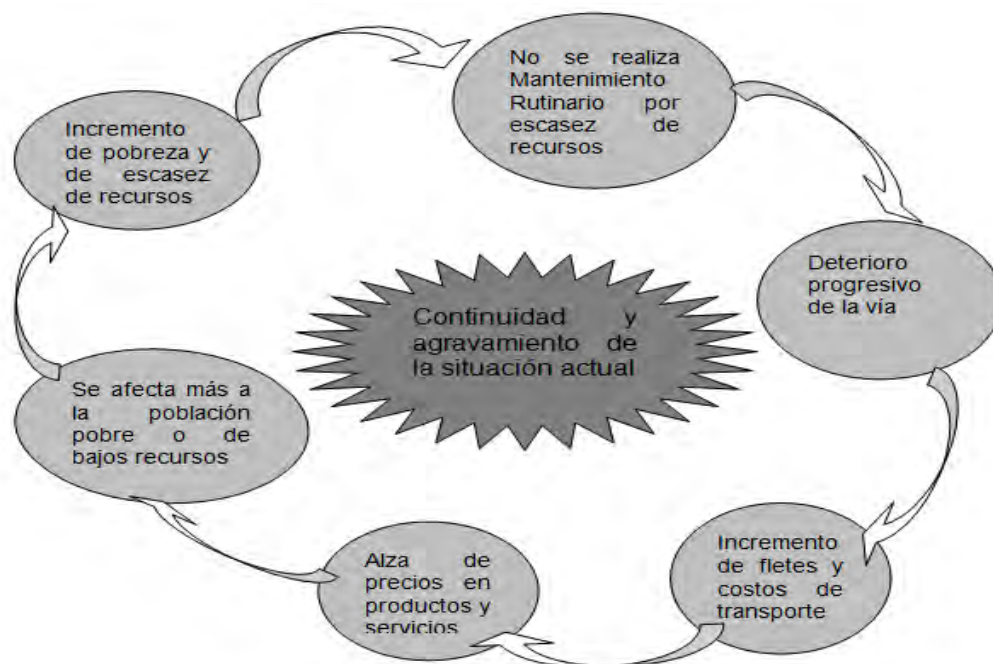 No se realiza
Mantenimiento
Rutinario por
escasez de
recursos
Deterioro
progresivo
de la vía
Incremento
de fletes y
costos de
transporte
Alza de
precios en
productos y
servicios
Se afecta más a
la población
pobre o de
bajos recursos
Incremento
de pobreza y
de escasez
de recursos
Continuidad y
agravamiento de
la situación actual